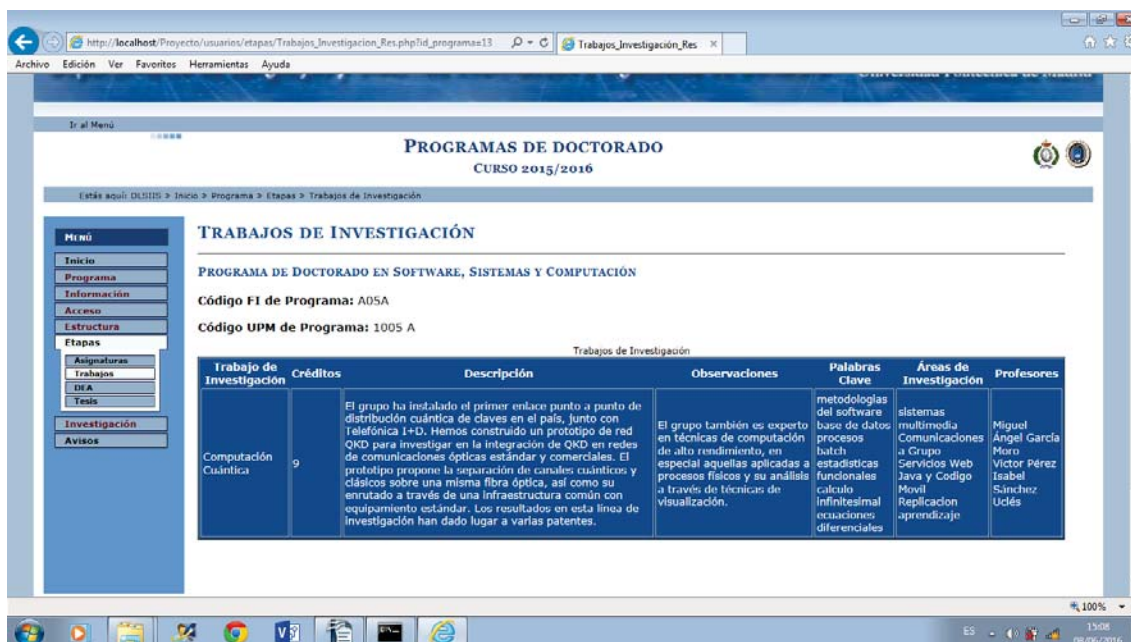 http://localhost/Proyecto/usuarios/etapas/Trabajos_Investigacion_Res.php?id_programa=13
Trabajos_Investigación_Res
Archivo Edición Ver Favoritos Herramientas Ayuda
Universidad Politécnica de Madrid
Ir al Menú
PROGRAMAS DE DOCTORADO
CURSO 2015/2016
Estás aquí: DLSIIS > Inicio > Programa > Etapas > Trabajos de Investigación
MENÚ
Inicio
Programa
Información
Acceso
Estructura
Etapas
Asignaturas
Trabajos
DEA
Tesis
Investigación
Avisos
TRABAJOS DE INVESTIGACIÓN
PROGRAMA DE DOCTORADO EN SOFTWARE, SISTEMAS Y COMPUTACIÓN
Código FI de Programa: A05A
Código UPM de Programa: 1005 A
Trabajos de Investigación
Trabajo de
Investigación
Créditos
Descripción
Observaciones
Palabras
Clave
Áreas de
Investigación
Profesores
Computación
Cuántica
9
El grupo ha instalado el primer enlace punto a punto de
distribución cuántica de claves en el país, junto con
Telefónica I+D. Hemos construido un prototipo de red
QKD para investigar en la integración de QKD en redes
de comunicaciones ópticas estándar y comerciales. El
prototipo propone la separación de canales cuánticos y
clásicos sobre una misma fibra óptica, así como su
enrutado a través de una infraestructura común con
equipamiento estándar. Los resultados en esta línea de
investigación han dado lugar a varias patentes.
El grupo también es experto
en técnicas de computación
de alto rendimiento, en
especial aquellas aplicadas a
procesos físicos y su análisis
a través de técnicas de
visualización.
metodologias
del software
base de datos
procesos
batch
estadisticas
funcionales
calculo
infinitesimal
ecuaciones
diferenciales
sistemas
multimedia
Comunicaciones
a Grupo
Servicios Web
Java y Codigo
Movil
Replicacion
aprendizaje
Miguel
Ángel García
Moro
Victor Pérez
Isabel
Sánchez
Uclés
100%
ES
15:08
08/06/2016